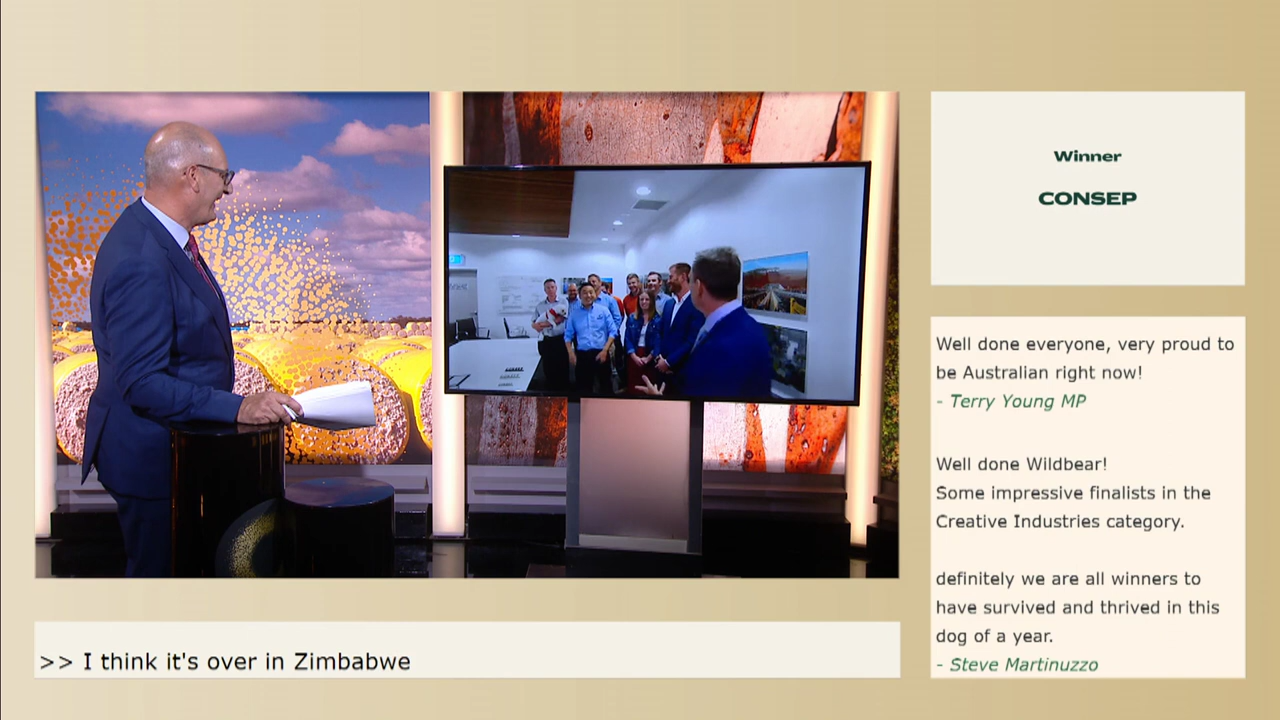 Winner
CONSEP
Well done everyone, very proud to
be Australian right now!
- Terry Young MP
Well done Wildbear!
Some impressive finalists in the
Creative Industries category.
definitely we are all winners to
have survived and thrived in this
dog of a year.
- Steve Martinuzzo
>> I think it's over in Zimbabwe